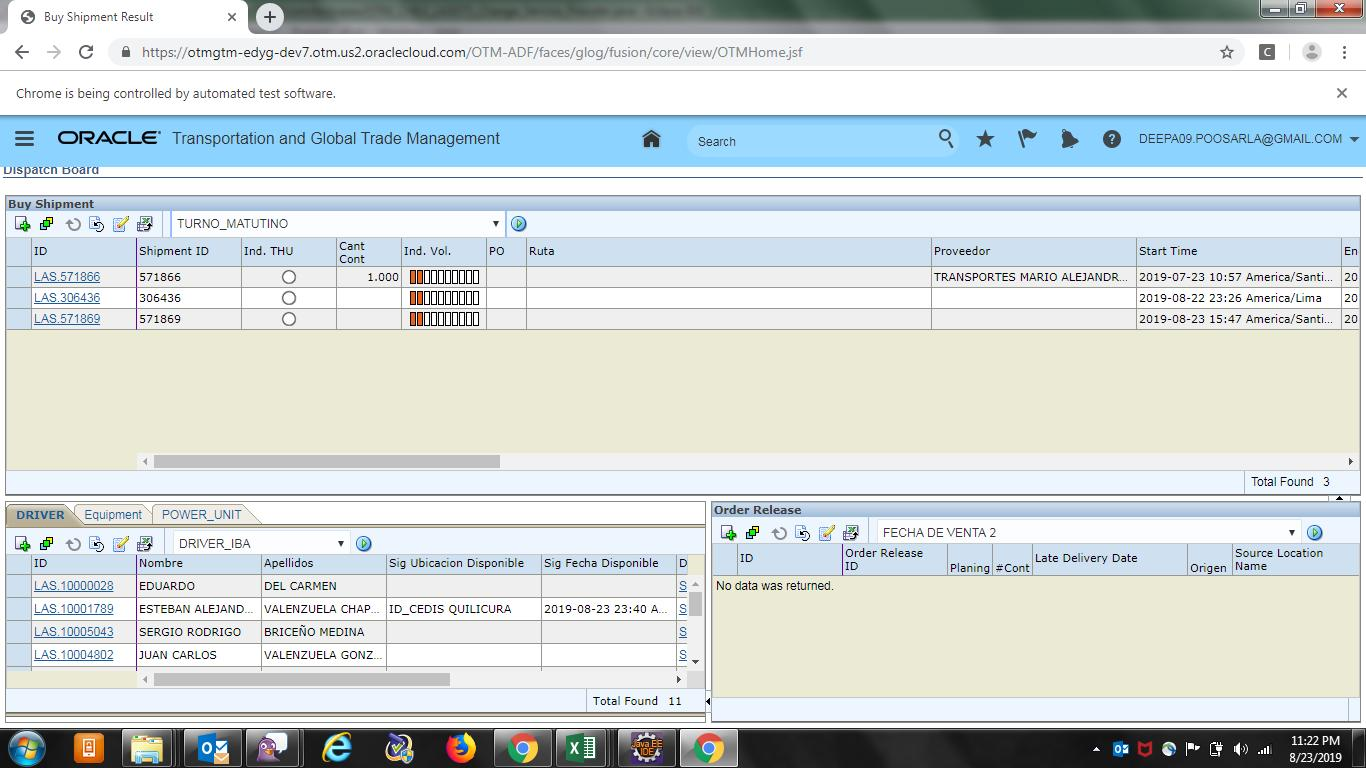 Buy Shipment Result
https://otmgtm-edyg-dev7.otm.us2.oraclecloud.com/OTM-ADF/faces/glog/fusion/core/view/OTMHome.jsf
C
Chrome is being controlled by automated test software.
ORACLE Transportation and Global Trade Management Search DEEPA09.POOSARLA@GMAIL.COM
Dispatch Board
Buy Shipment
TURNO_MATUTINO
ID Shipment ID Ind. THU Cant Cont Ind. Vol. PO Ruta Proveedor Start Time En
LAS.571866 571866 1.000 TRANSPORTES MARIO ALEJANDR... 2019-07-23 10:57 America/Santi... 20
LAS.306436 306436 2019-08-22 23:26 America/Lima 20
LAS.571869 571869 2019-08-23 15:47 America/Santi... 20
Total Found 3
DRIVER Equipment POWER_UNIT
DRIVER_IBA
ID Nombre Apellidos Sig Ubicacion Disponible Sig Fecha Disponible D
LAS.10000028 EDUARDO DEL CARMEN S
LAS.10001789 ESTEBAN ALEJAND... VALENZUELA CHAP... ID_CEDIS QUILICURA 2019-08-23 23:40 A... S
LAS.10005043 SERGIO RODRIGO BRICEÑO MEDINA S
LAS.10004802 JUAN CARLOS VALENZUELA GONZ... S
Total Found 11
Order Release
FECHA DE VENTA 2
ID Order Release ID Planing #Cont Late Delivery Date Origen Source Location Name
No data was returned.
Java EE
IDE
11:22 PM
8/23/2019